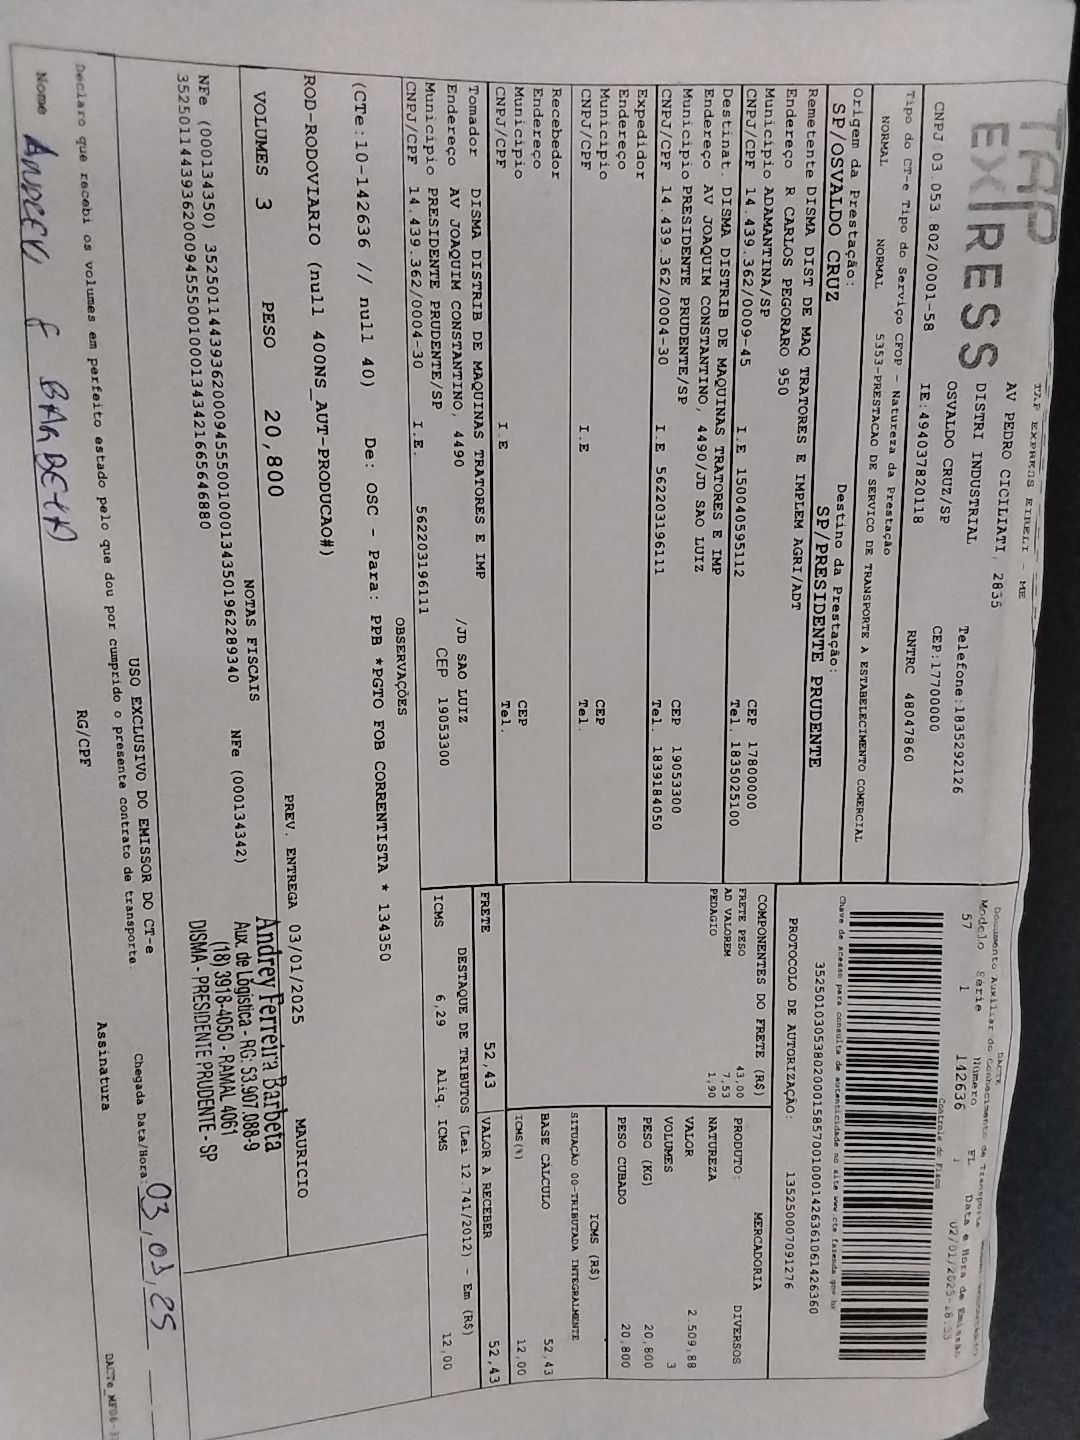 TAP
EXPRESS
TAP EXPRESS EIRELI - ME
AV PEDRO CICILIATI, 2835
DISTRI INDUSTRIAL
OSVALDO CRUZ/SP
Telefone:1835292126
CEP:17700000
CNPJ:03.053.802/0001-58
IE:494037820118
RNTRC 48047860
Tipo do CT-e Tipo do Serviço CFOP - Natureza da Prestação
NORMAL NORMAL 5353-PRESTACAO DE SERVICO DE TRANSPORTE A ESTABELECIMENTO COMERCIAL
DACTE
Documento Auxiliar do Conhecimento de Transporte
Modelo Série Número FL Data e Hora de Emissão
57 1 142636 1 02/01/2025
Controle do Fisco
Chave de acesso para consulta de autenticidade no site www.cte.fazenda.gov.br
35250103053802000158570010001426361061426360
PROTOCOLO DE AUTORIZAÇÃO: 135250007091276
Origem da Prestação: Destino da Prestação:
SP/OSVALDO CRUZ SP/PRESIDENTE PRUDENTE
Remetente DISMA DIST DE MAQ TRATORES E IMPLEM AGRI/ADT
Endereço R CARLOS PEGORARO 950
Municipio ADAMANTINA/SP CEP 17800000
CNPJ/CPF 14.439.362/0009-45 I.E 150040595112 Tel. 1835025100
Destinat. DISMA DISTRIB DE MAQUINAS TRATORES E IMP
Endereço AV JOAQUIM CONSTANTINO, 4490/JD SAO LUIZ
Municipio PRESIDENTE PRUDENTE/SP CEP 19053300
CNPJ/CPF 14.439.362/0004-30 I.E 562203196111 Tel. 1839184050
Expedidor
Endereço
Municipio CEP
CNPJ/CPF I.E Tel.
Recebedor
Endereço
Municipio CEP
CNPJ/CPF I.E Tel.
Tomador DISMA DISTRIB DE MAQUINAS TRATORES E IMP
Endereço AV JOAQUIM CONSTANTINO, 4490 /JD SAO LUIZ
Municipio PRESIDENTE PRUDENTE/SP CEP 19053300
CNPJ/CPF 14.439.362/0004-30 I.E. 562203196111
COMPONENTES DO FRETE (R$)
FRETE PESO 43,00
AD VALOREM 7,53
PEDAGIO 1,90
MERCADORIA
PRODUTO: DIVERSOS
NATUREZA
VALOR 2.509,88
VOLUMES 3
PESO (KG) 20,800
PESO CUBADO 20,800
ICMS (R$)
SITUAÇÃO 00-TRIBUTADA INTEGRALMENTE
BASE CALCULO 52,43
ICMS(%) 12,00
FRETE 52,43 VALOR A RECEBER 52,43
DESTAQUE DE TRIBUTOS (Lei 12.741/2012) - Em (R$)
ICMS 6,29 Aliq. ICMS 12,00
OBSERVAÇÕES
(CTe:10-142636 // null 40) De: OSC - Para: PPB *PGTO FOB CORRENTISTA * 134350
ROD-RODOVIARIO (null 400NS_AUT-PRODUCAO#)
VOLUMES 3 PESO 20,800 PREV. ENTREGA 03/01/2025 MAURICIO
NOTAS FISCAIS
NFe (000134350) 35250114439362000945550010001343501962289340 NFe (000134342)
35250114439362000945550010001343421665646880
Andrey Ferreira Barbeta
Aux. de Lógistica - RG: 53.907.088-9
(18) 3918-4050 - RAMAL 4061
DISMA - PRESIDENTE PRUDENTE - SP
USO EXCLUSIVO DO EMISSOR DO CT-e
Declaro que recebi os volumes em perfeito estado pelo que dou por cumprido o presente contrato de transporte.
Chegada Data/Hora: 03,03,25
Nome ANDREY F BARBETA RG/CPF Assinatura